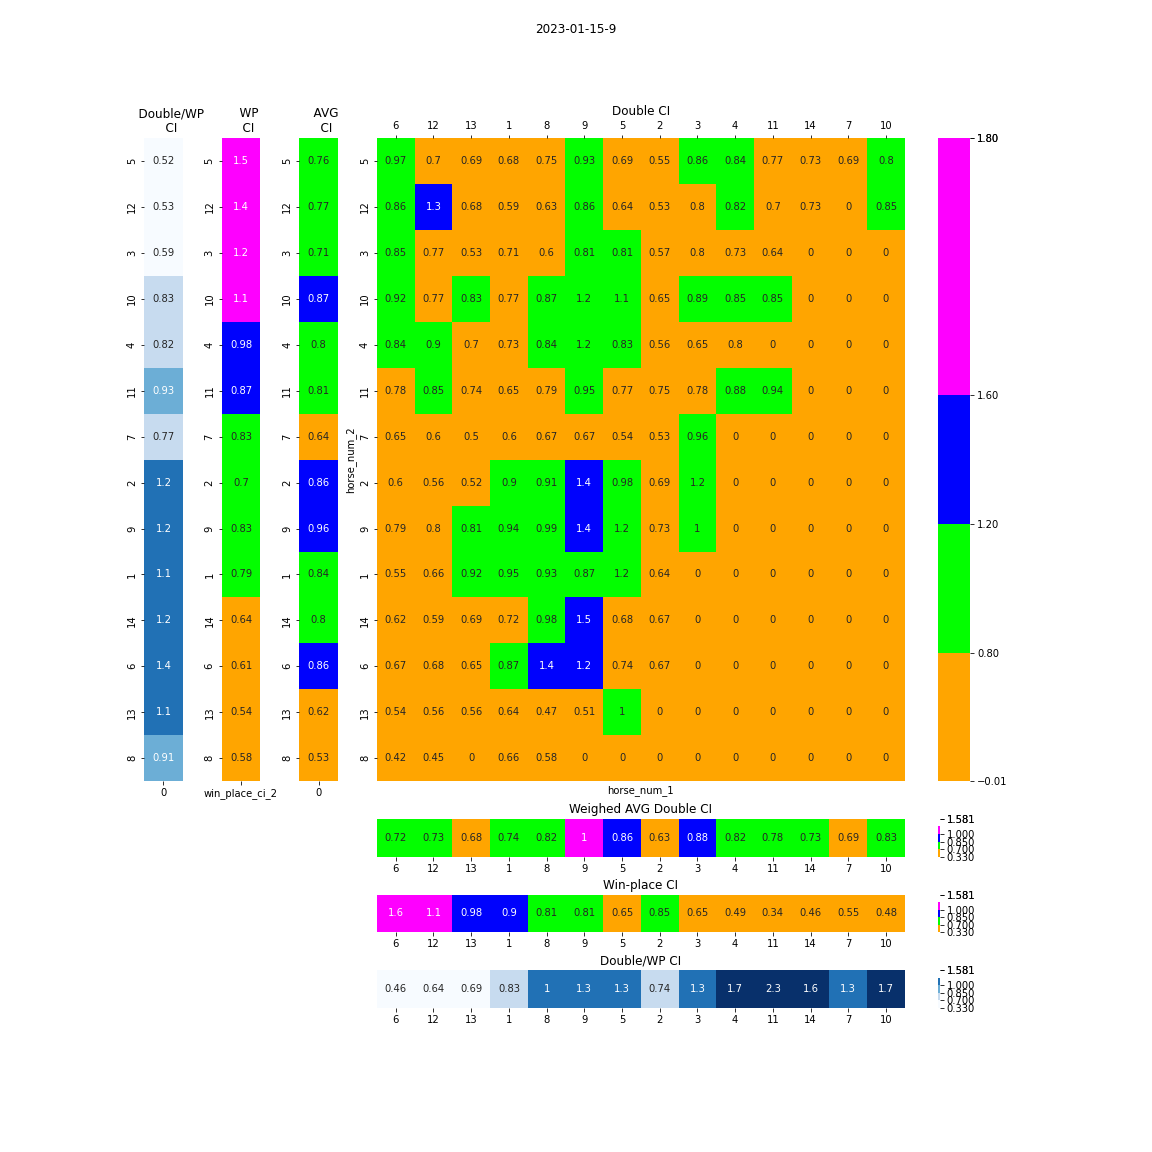 2023-01-15-9
Double/WP CI
WP CI
AVG CI
Double CI
6 12 13 1 8 9 5 2 3 4 11 14 7 10
5 0.52 5 1.5 5 0.76 5 0.97 0.7 0.69 0.68 0.75 0.93 0.69 0.55 0.86 0.84 0.77 0.73 0.69 0.8
12 0.53 12 1.4 12 0.77 12 0.86 1.3 0.68 0.59 0.63 0.86 0.64 0.53 0.8 0.82 0.7 0.73 0 0.85
3 0.59 3 1.2 3 0.71 3 0.85 0.77 0.53 0.71 0.6 0.81 0.81 0.57 0.8 0.73 0.64 0 0 0
10 0.83 10 1.1 10 0.87 10 0.92 0.77 0.83 0.77 0.87 1.2 1.1 0.65 0.89 0.85 0.85 0 0 0
4 0.82 4 0.98 4 0.8 4 0.84 0.9 0.7 0.73 0.84 1.2 0.83 0.56 0.65 0.8 0 0 0 0
11 0.93 11 0.87 11 0.81 11 0.78 0.85 0.74 0.65 0.79 0.95 0.77 0.75 0.78 0.88 0.94 0 0 0
7 0.77 7 0.83 7 0.64 7 0.65 0.6 0.5 0.6 0.67 0.67 0.54 0.53 0.96 0 0 0 0 0
2 1.2 2 0.7 2 0.86 2 0.6 0.56 0.52 0.9 0.91 1.4 0.98 0.69 1.2 0 0 0 0 0
9 1.2 9 0.83 9 0.96 9 0.79 0.8 0.81 0.94 0.99 1.4 1.2 0.73 1 0 0 0 0 0
1 1.1 1 0.79 1 0.84 1 0.55 0.66 0.92 0.95 0.93 0.87 1.2 0.64 0 0 0 0 0 0
14 1.2 14 0.64 14 0.8 14 0.62 0.59 0.69 0.72 0.98 1.5 0.68 0.67 0 0 0 0 0 0
6 1.4 6 0.61 6 0.86 6 0.67 0.68 0.65 0.87 1.4 1.2 0.74 0.67 0 0 0 0 0 0
13 1.1 13 0.54 13 0.62 13 0.54 0.56 0.56 0.64 0.47 0.51 1 0 0 0 0 0 0 0
8 0.91 8 0.58 8 0.53 8 0.42 0.45 0 0.66 0.58 0 0 0 0 0 0 0 0 0
horse_num_2
0 win_place_ci_2 0 horse_num_1
1.80
1.60
1.20
0.80
−0.01
Weighed AVG Double CI
0.72 0.73 0.68 0.74 0.82 1 0.86 0.63 0.88 0.82 0.78 0.73 0.69 0.83
6 12 13 1 8 9 5 2 3 4 11 14 7 10
1.581
1.000
0.850
0.700
0.330
Win-place CI
1.6 1.1 0.98 0.9 0.81 0.81 0.65 0.85 0.65 0.49 0.34 0.46 0.55 0.48
6 12 13 1 8 9 5 2 3 4 11 14 7 10
1.581
1.000
0.850
0.700
0.330
Double/WP CI
0.46 0.64 0.69 0.83 1 1.3 1.3 0.74 1.3 1.7 2.3 1.6 1.3 1.7
6 12 13 1 8 9 5 2 3 4 11 14 7 10
1.581
1.000
0.850
0.700
0.330